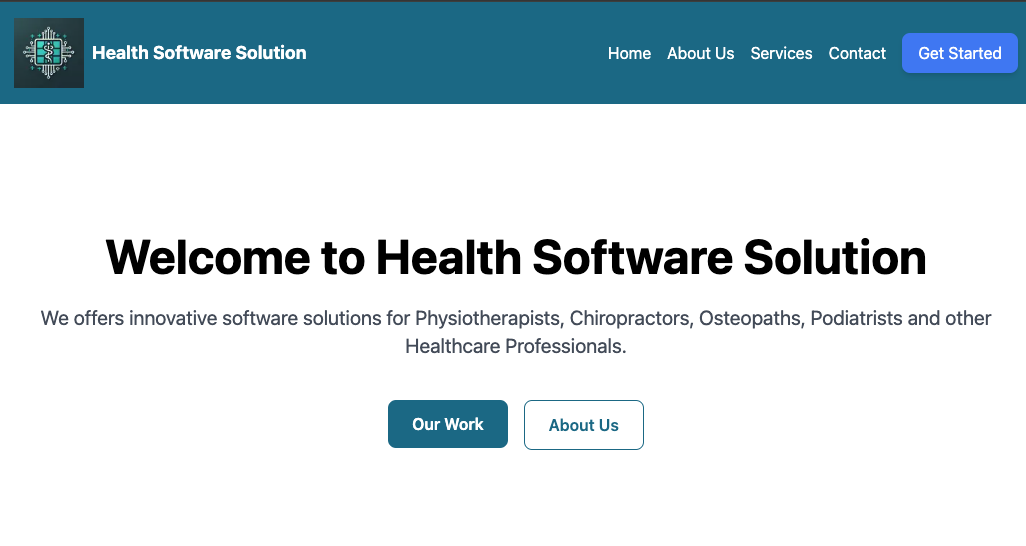 Health Software Solution
Home
About Us
Services
Contact
Get Started
Welcome to Health Software Solution
We offers innovative software solutions for Physiotherapists, Chiropractors, Osteopaths, Podiatrists and other
Healthcare Professionals.
Our Work
About Us